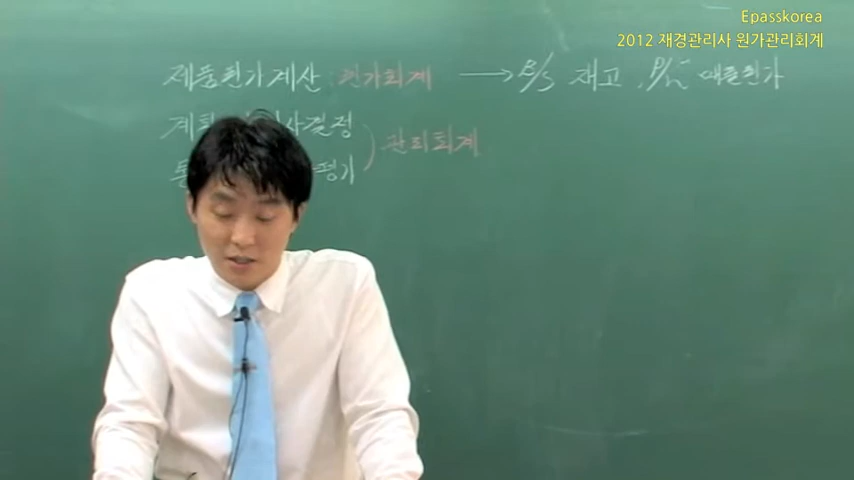 Epasskorea
2012 재경관리사 원가관리회계
제품원가계산 원가회계 → B/S 재고, P/L 매출원가
계획 의사결정
관리회계
통 평가